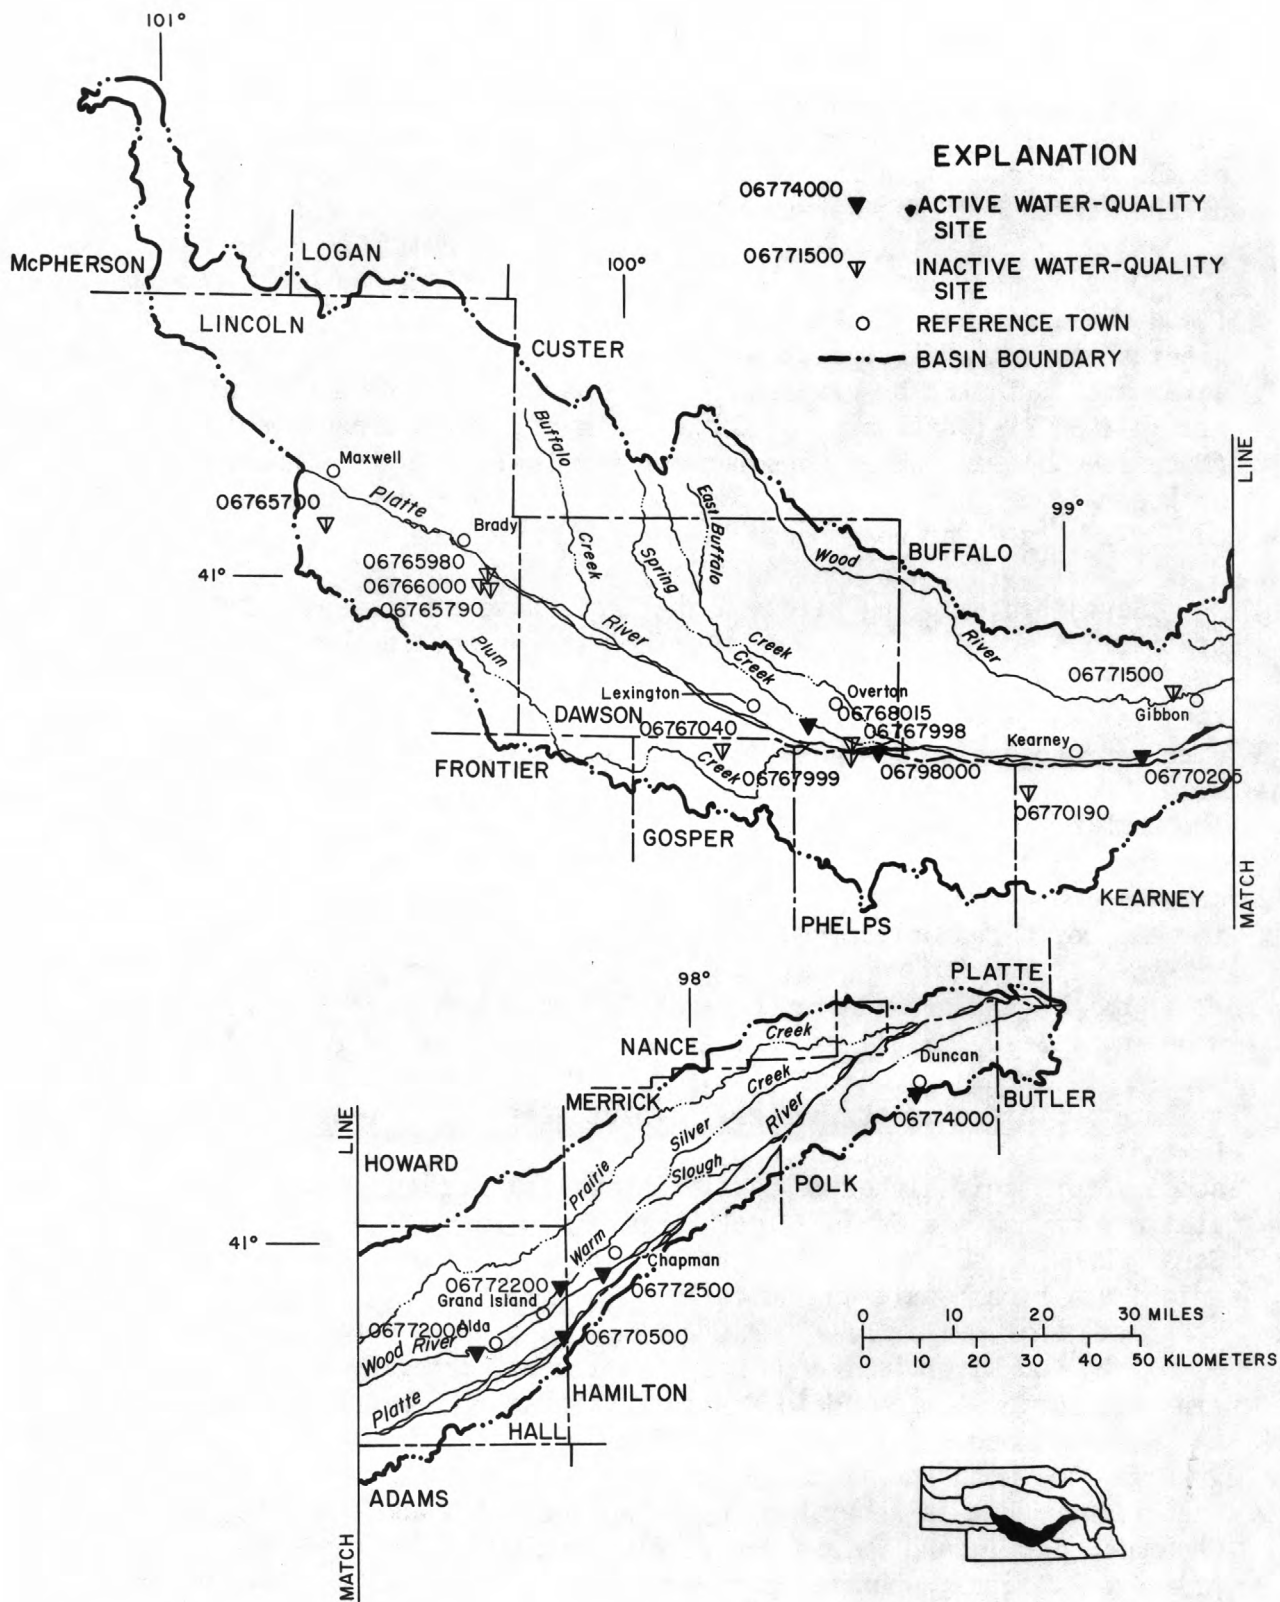 101°
EXPLANATION
06774000
ACTIVE WATER-QUALITY
SITE
06771500
INACTIVE WATER-QUALITY
SITE
REFERENCE TOWN
BASIN BOUNDARY
McPHERSON
LOGAN
100°
LINCOLN
CUSTER
Maxwell
Platte
06765700
Brady
Buffalo
Creek
East Buffalo
Spring
LINE
99°
BUFFALO
Wood
06765980
41°
06766000
06765790
River
River
Plum
Creek
Creek
06771500
Lexington
Overton
06768015
Gibbon
DAWSON
06767040
06767998
Kearney
FRONTIER
Creek
06767999
06798000
06770205
06770190
GOSPER
KEARNEY
MATCH
PHELPS
PLATTE
98°
Creek
NANCE
Duncan
Creek
MERRICK
River
BUTLER
06774000
LINE
Silver
HOWARD
Slough
Prairie
POLK
41°
Warm
Chapman
06772200
06772500
Grand Island
06772000
Alda
06770500
Wood River
0 10 20 30 MILES
0 10 20 30 40 50 KILOMETERS
HAMILTON
Platte
HALL
ADAMS
MATCH